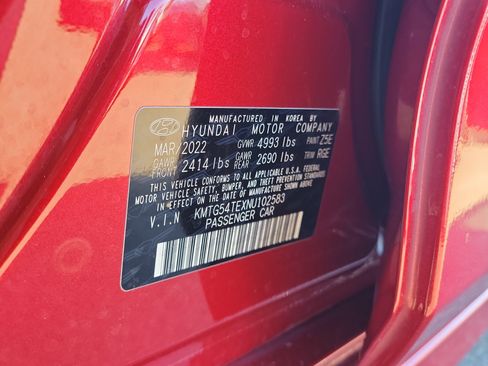 MANUFACTURED IN KOREA BY
HYUNDAI MOTOR COMPANY
MAR/2022 GVWR 4993 lbs PAINT Z5E
GAWR FRONT 2414 lbs GAWR REAR 2690 lbs TRIM RGE
THIS VEHICLE CONFORMS TO ALL APPLICABLE U.S. FEDERAL
MOTOR VEHICLE SAFETY, BUMPER, AND THEFT PREVENTION
STANDARDS IN EFFECT ON THE DATE OF MANUFACTURE SHOWN ABOVE.
V.I.N KMTG54TEXNU102583
PASSENGER CAR